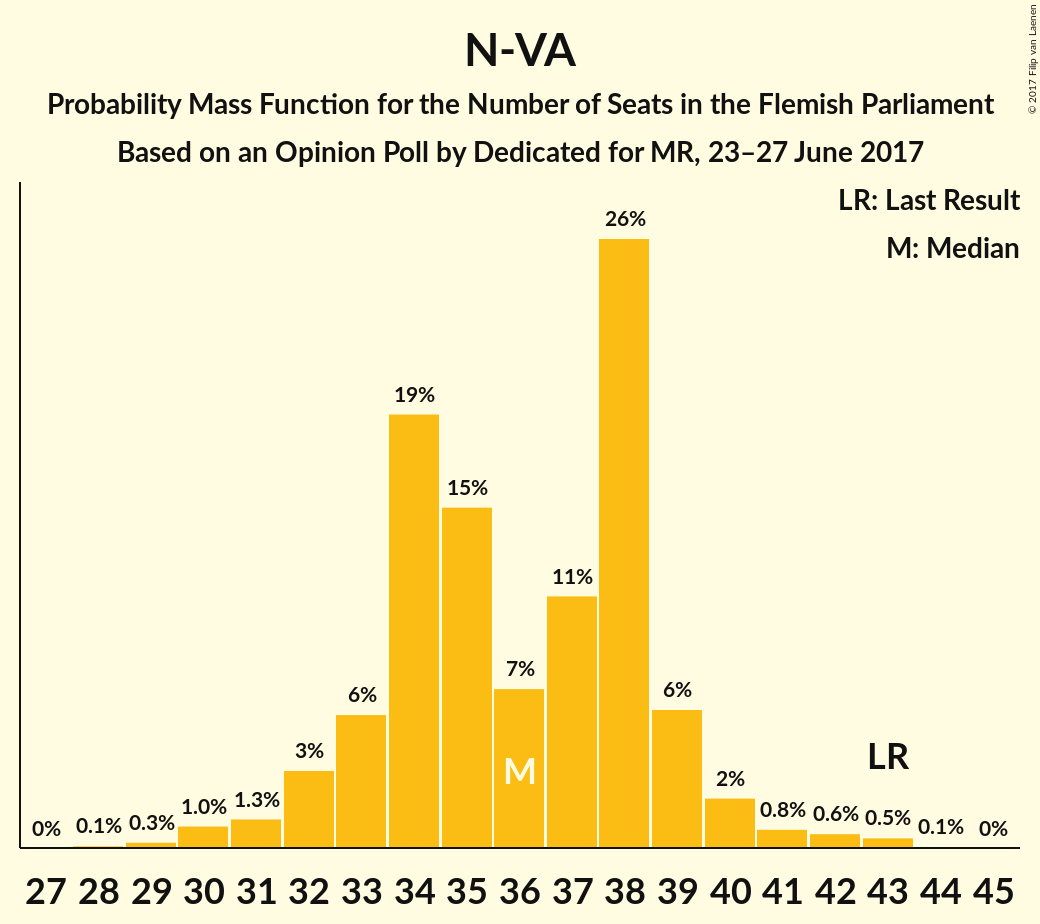 N-VA
Probability Mass Function for the Number of Seats in the Flemish Parliament
Based on an Opinion Poll by Dedicated for MR, 23–27 June 2017
© 2017 Filip van Laenen
LR: Last Result
M: Median
0% 0.1% 0.3% 1.0% 1.3% 3% 6% 19% 15% 7% 11% 26% 6% 2% 0.8% 0.6% 0.5% 0.1% 0%
M
LR
27 28 29 30 31 32 33 34 35 36 37 38 39 40 41 42 43 44 45